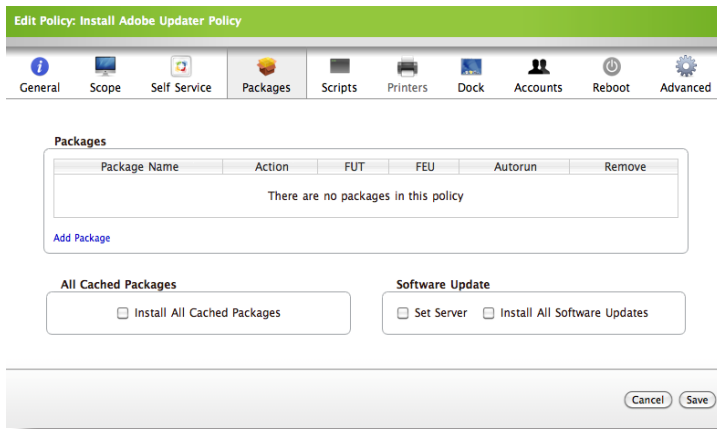 Edit Policy: Install Adobe Updater Policy
General Scope Self Service Packages Scripts Printers Dock Accounts Reboot Advanced
Packages
Package Name Action FUT FEU Autorun Remove
There are no packages in this policy
Add Package
All Cached Packages Software Update
Install All Cached Packages Set Server Install All Software Updates
Cancel Save